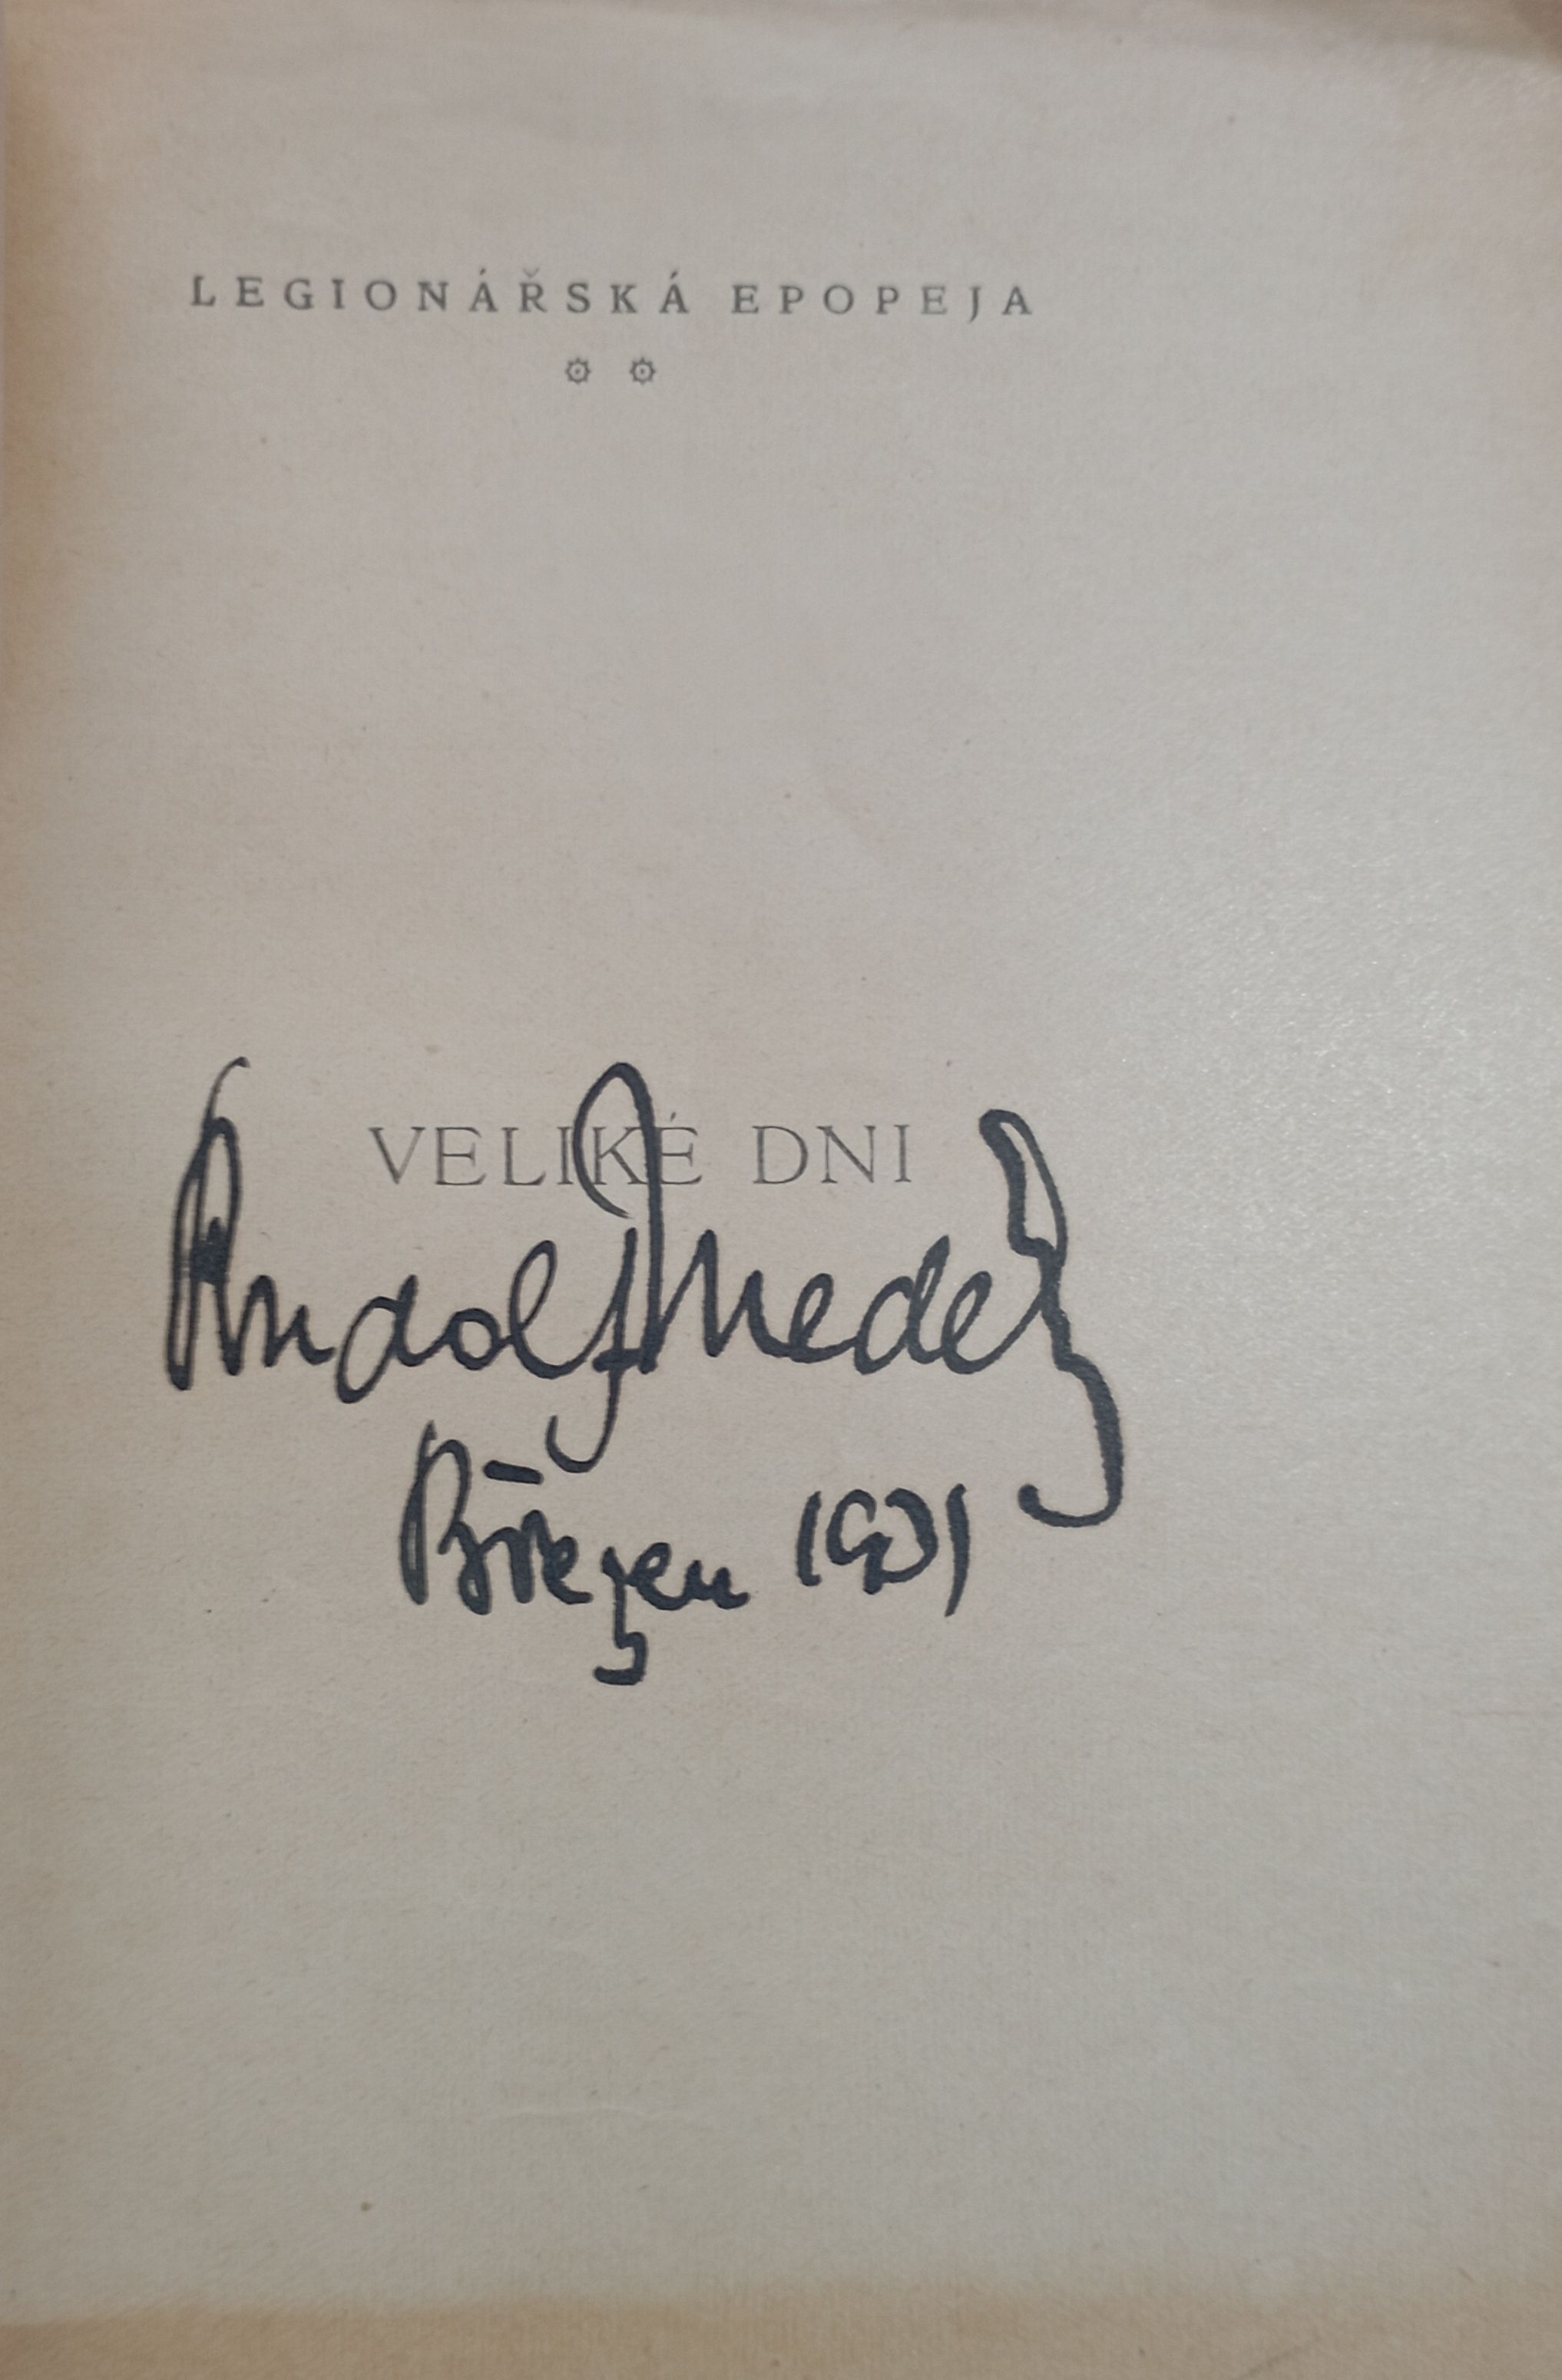 LEGIONÁŘSKÁ EPOPEJA
VELIKÉ DNI
Rudolf Medek
Březen 1931